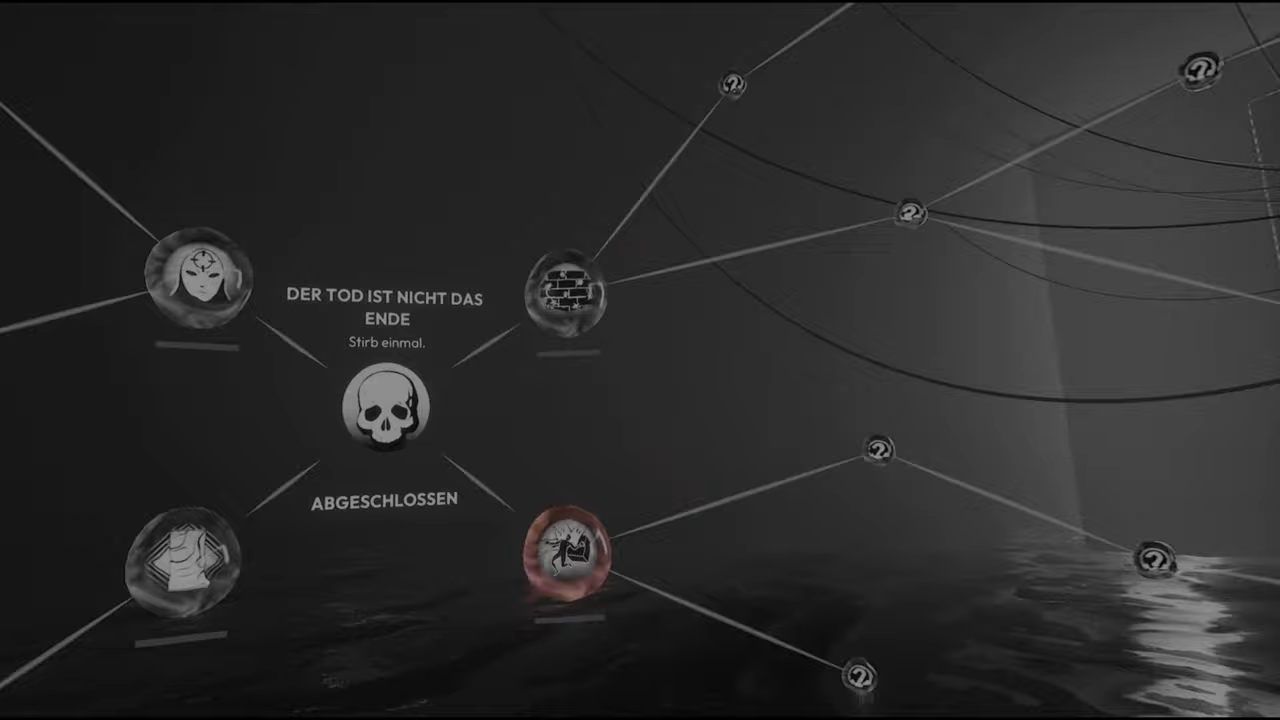 DER TOD IST NICHT DAS
ENDE
Stirb einmal.
?
?
?
?
?
?
ABGESCHLOSSEN